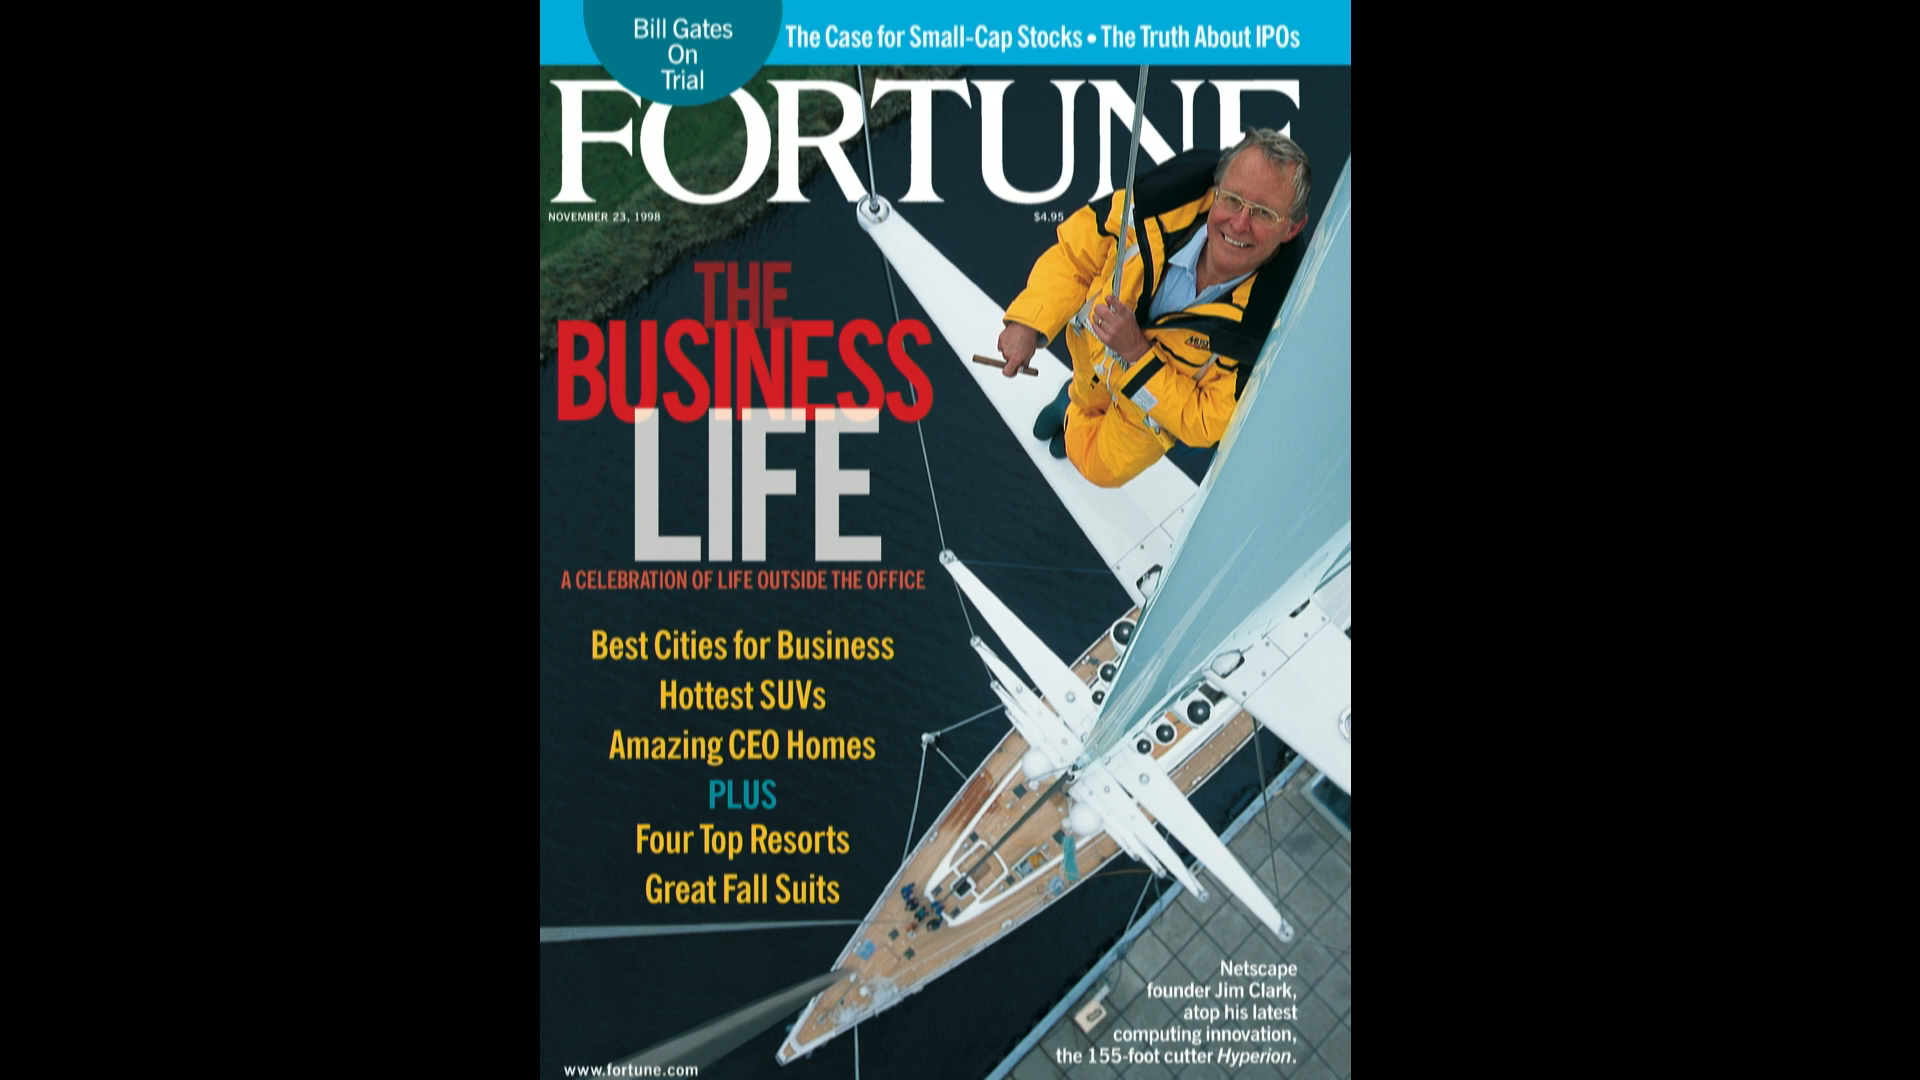 Bill Gates
On
Trial
The Case for Small-Cap Stocks • The Truth About IPOs
FORTUNE
NOVEMBER 23, 1998
$4.95
THE
BUSINESS
LIFE
A CELEBRATION OF LIFE OUTSIDE THE OFFICE
Best Cities for Business
Hottest SUVs
Amazing CEO Homes
PLUS
Four Top Resorts
Great Fall Suits
Netscape
founder Jim Clark,
atop his latest
computing innovation,
the 155-foot cutter Hyperion.
www.fortune.com